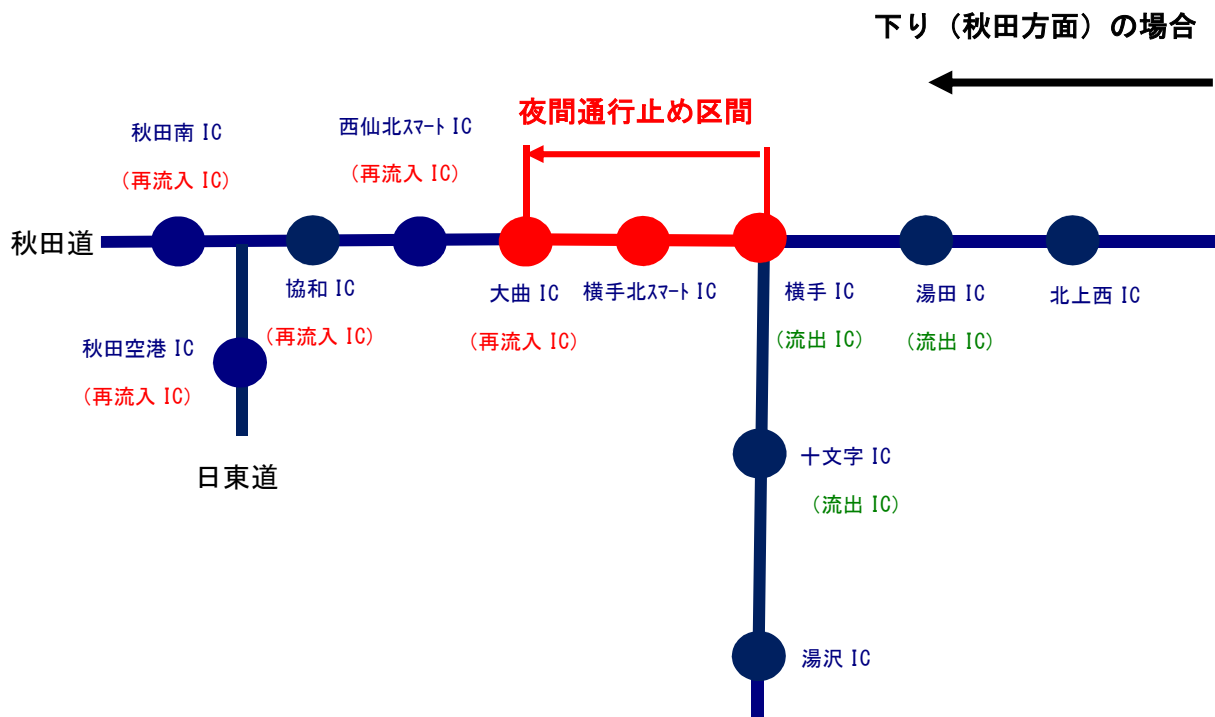 下り（秋田方面）の場合
夜間通行止め区間
秋田南 IC
（再流入 IC）
西仙北スマート IC
（再流入 IC）
秋田道
協和 IC
（再流入 IC）
大曲 IC
（再流入 IC）
横手北スマート IC
横手 IC
（流出 IC）
湯田 IC
（流出 IC）
北上西 IC
秋田空港 IC
（再流入 IC）
日東道
十文字 IC
（流出 IC）
湯沢 IC